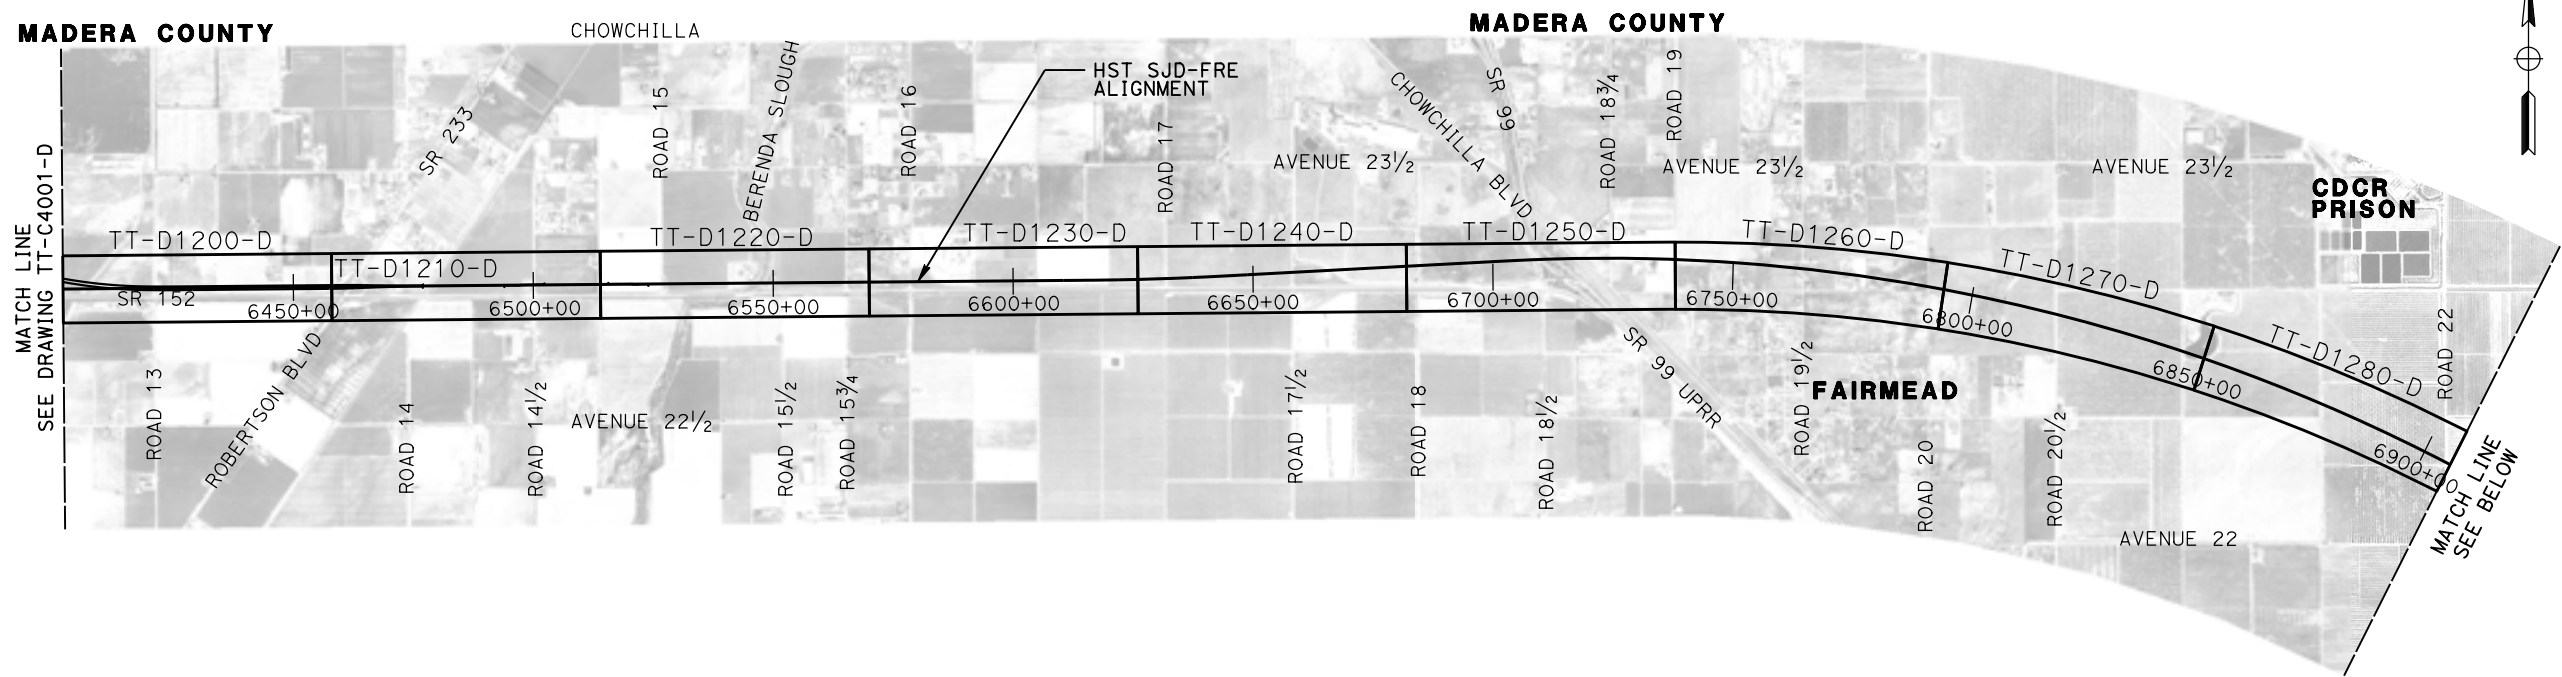 MADERA COUNTY
CHOWCHILLA
MADERA COUNTY
HST SJD-FRE
ALIGNMENT
SR 233
ROAD 15
BERENDA SLOUGH
ROAD 16
ROAD 17
AVENUE 23½
CHOWCHILLA BLVD
SR 99
ROAD 18¾
ROAD 19
AVENUE 23½
AVENUE 23½
CDCR
PRISON
MATCH LINE
SEE DRAWING TT-C4001-D
TT-D1200-D
TT-D1210-D
TT-D1220-D
TT-D1230-D
TT-D1240-D
TT-D1250-D
TT-D1260-D
TT-D1270-D
TT-D1280-D
SR 152
6450+00
6500+00
6550+00
6600+00
6650+00
6700+00
6750+00
6800+00
6850+00
6900+00
ROAD 13
ROBERTSON BLVD
ROAD 14
ROAD 14½
AVENUE 22½
ROAD 15½
ROAD 15¾
ROAD 17½
ROAD 18
ROAD 18½
SR 99 UPRR
ROAD 19½
FAIRMEAD
ROAD 20
ROAD 20½
AVENUE 22
ROAD 22
MATCH LINE
SEE BELOW